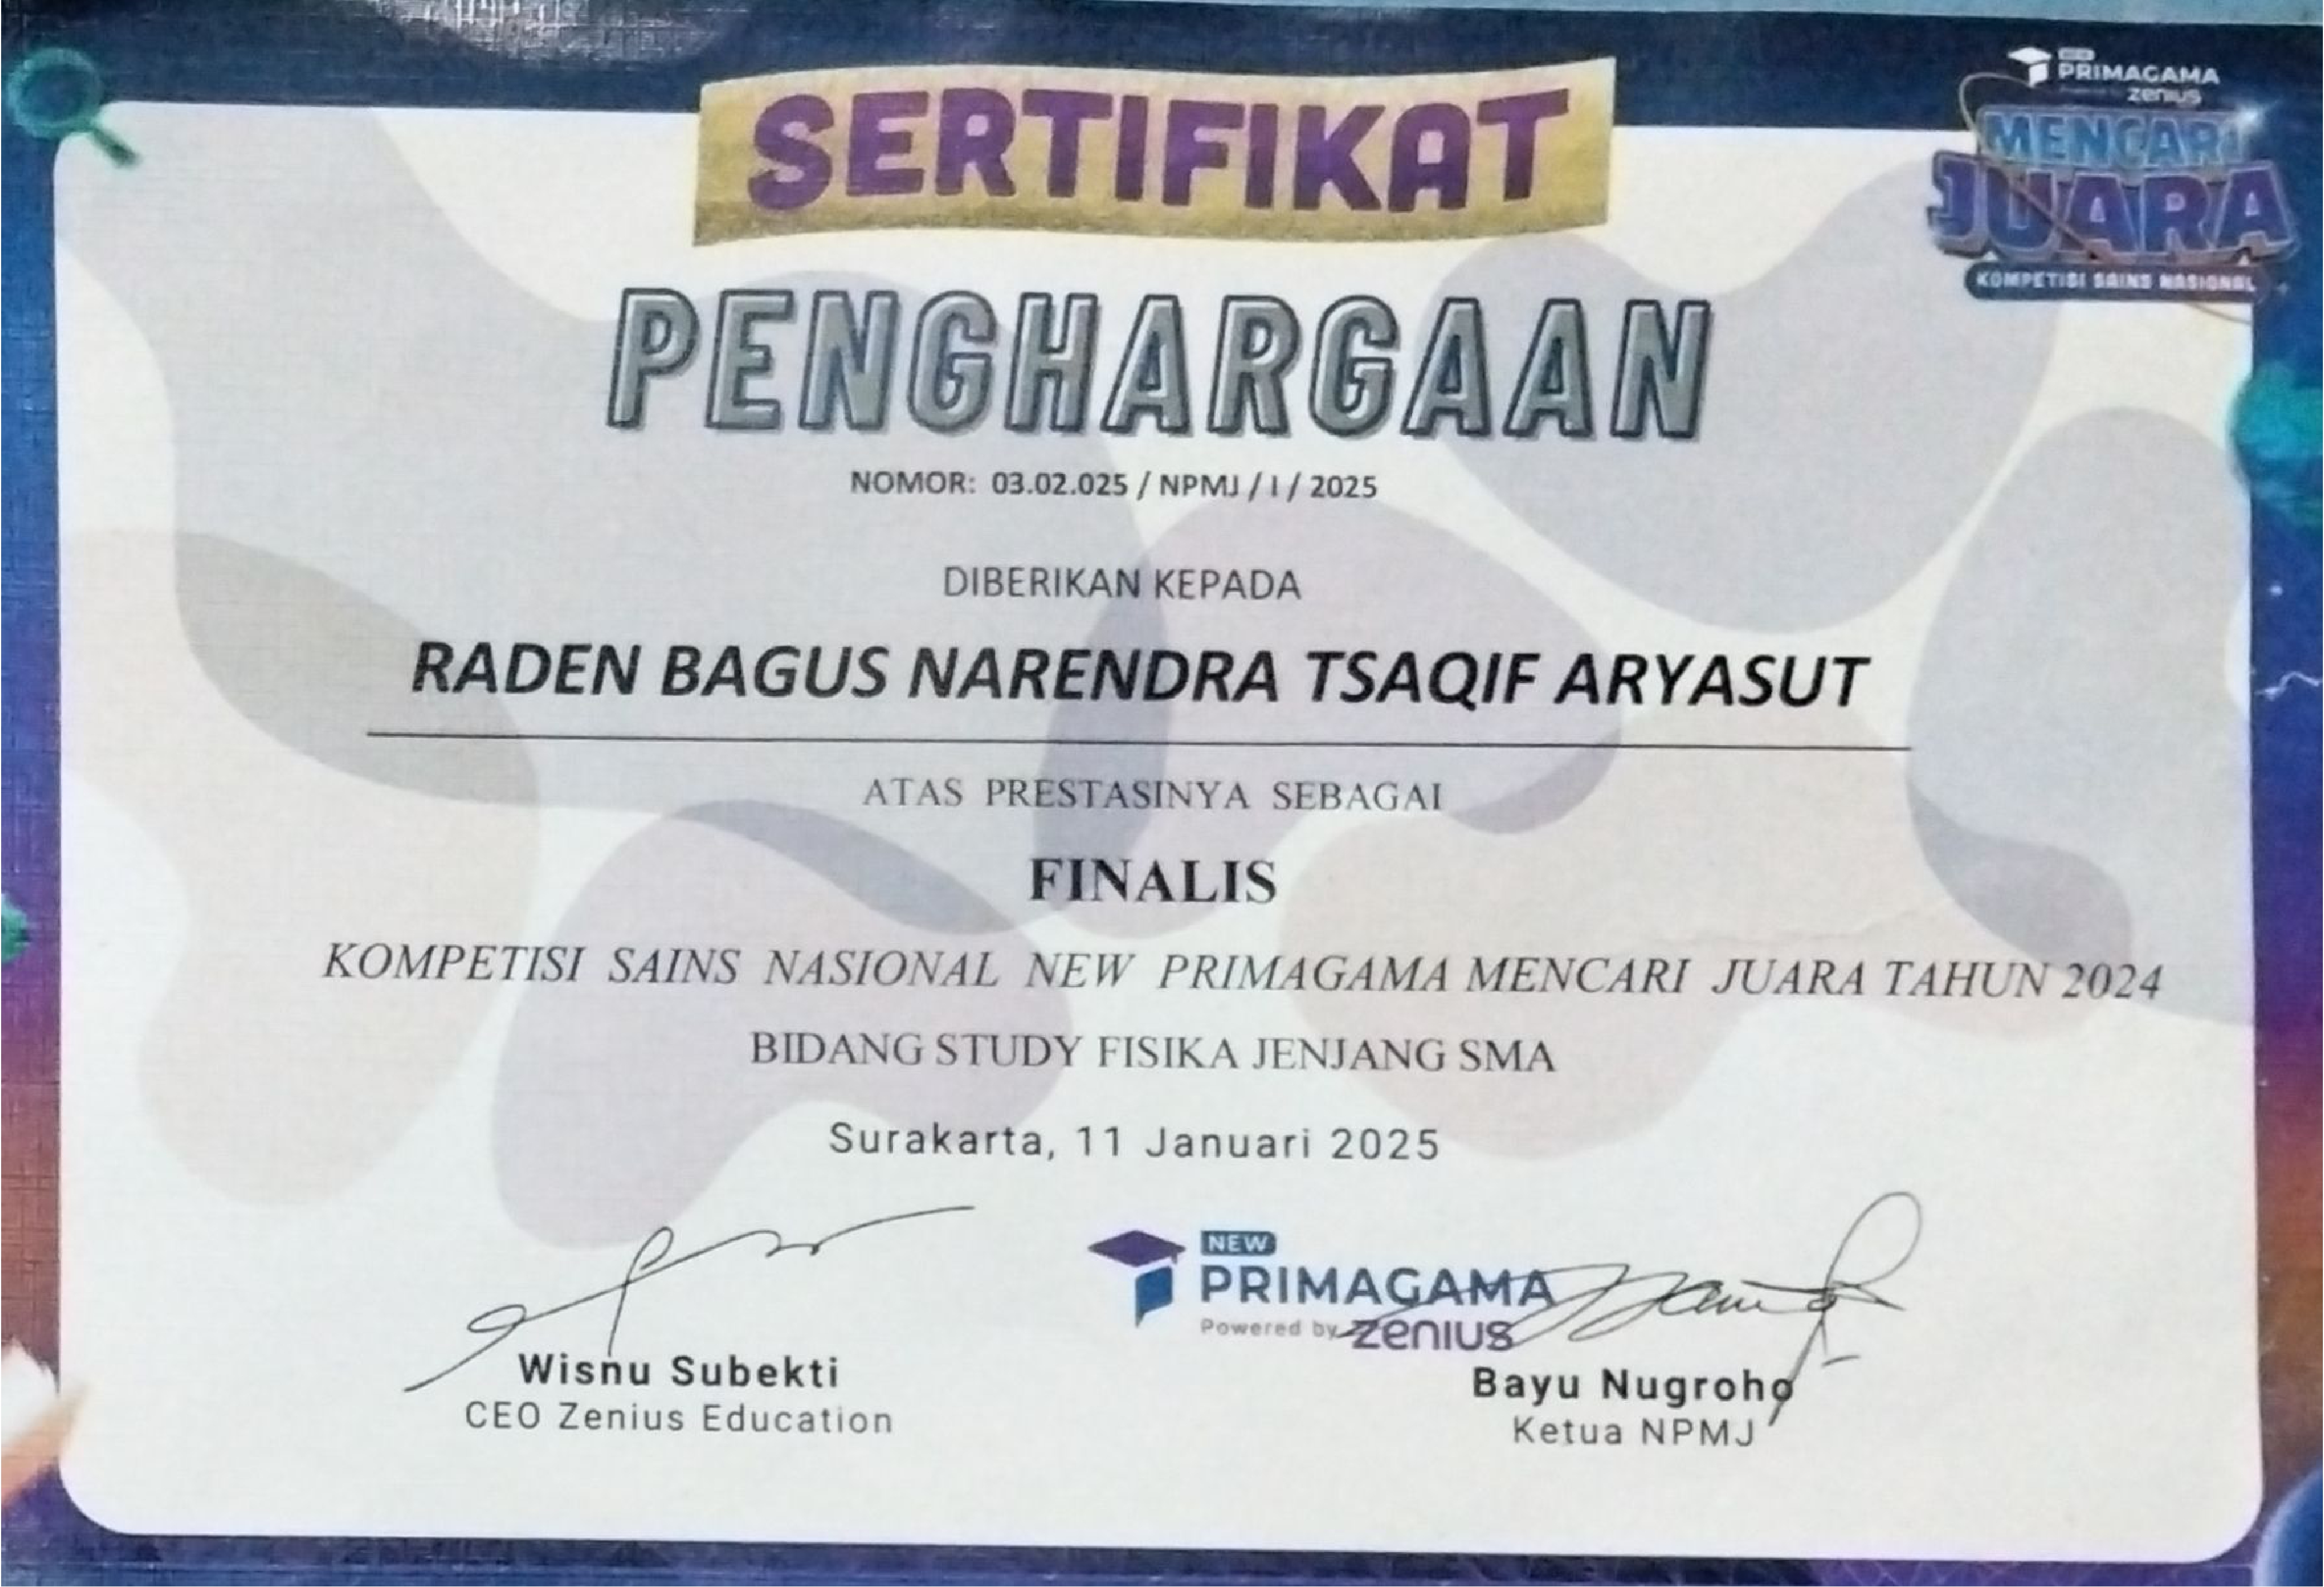 SERTIFIKAT
NEW
PRIMAGAMA
zenius
MENCARI
JUARA
KOMPETISI SAINS NASIONAL
PENGHARGAAN
NOMOR: 03.02.025 / NPMJ / I / 2025
DIBERIKAN KEPADA
RADEN BAGUS NARENDRA TSAQIF ARYASUT
ATAS PRESTASINYA SEBAGAI
FINALIS
KOMPETISI SAINS NASIONAL NEW PRIMAGAMA MENCARI JUARA TAHUN 2024
BIDANG STUDY FISIKA JENJANG SMA
Surakarta, 11 Januari 2025
NEW
PRIMAGAMA
Powered by zenius
Wisnu Subekti
CEO Zenius Education
Bayu Nugroho
Ketua NPMJ